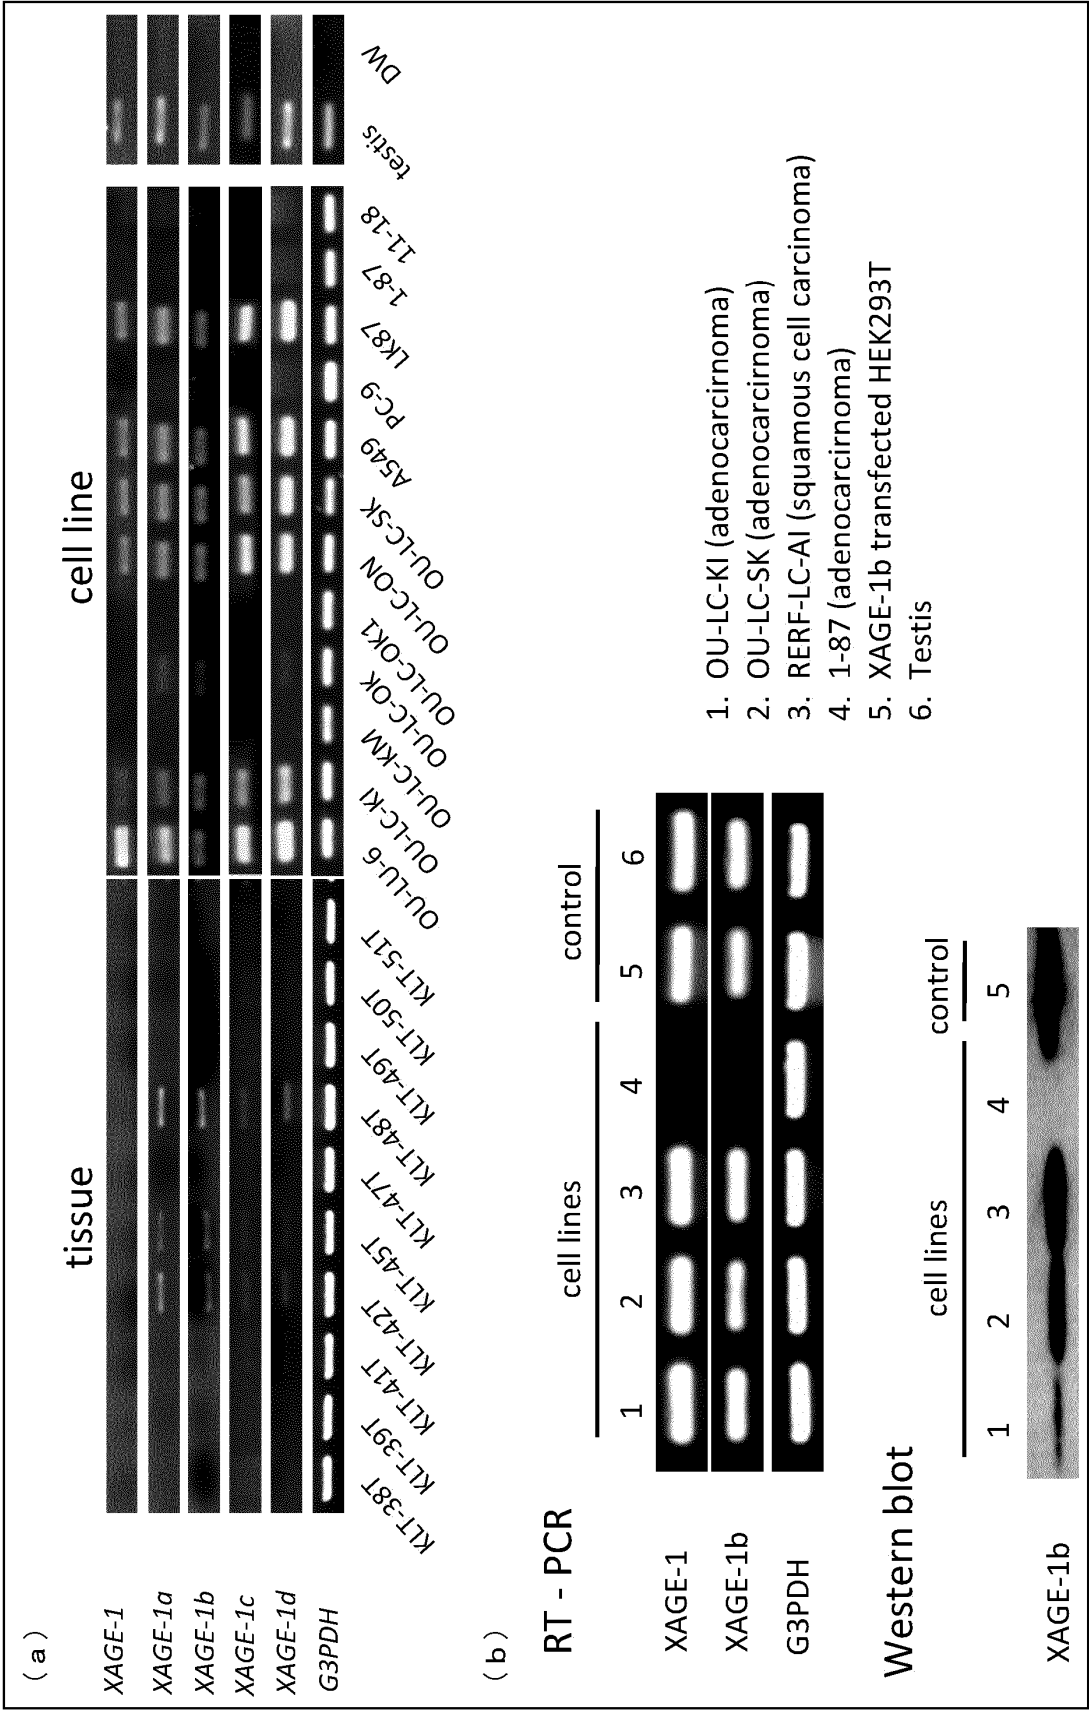 (a)
tissue
cell line
XAGE-1
XAGE-1a
XAGE-1b
XAGE-1c
XAGE-1d
G3PDH
KLT-38T
KLT-39T
KLT-41T
KLT-42T
KLT-45T
KLT-47T
KLT-48T
KLT-49T
KLT-50T
KLT-51T
OU-LU-6
OU-LC-KI
OU-LC-KM
OU-LC-OK
OU-LC-OK1
OU-LC-ON
OU-LC-SK
A549
PC-9
LK87
1-87
11-18
testis
DW
(b)
RT - PCR
cell lines
control
1 2 3 4 5 6
XAGE-1
XAGE-1b
G3PDH
1. OU-LC-KI (adenocarcirnoma)
2. OU-LC-SK (adenocarcirnoma)
3. RERF-LC-AI (squamous cell carcinoma)
4. 1-87 (adenocarcirnoma)
5. XAGE-1b transfected HEK293T
6. Testis
Western blot
cell lines
control
1 2 3 4 5
XAGE-1b